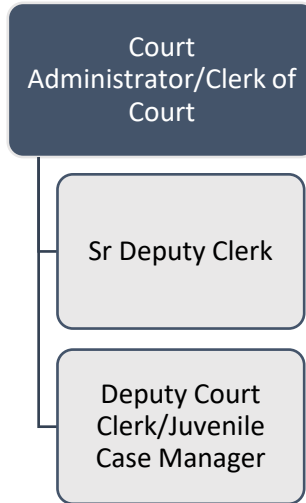 Court
Administrator/Clerk of
Court
Sr Deputy Clerk
Deputy Court
Clerk/Juvenile
Case Manager